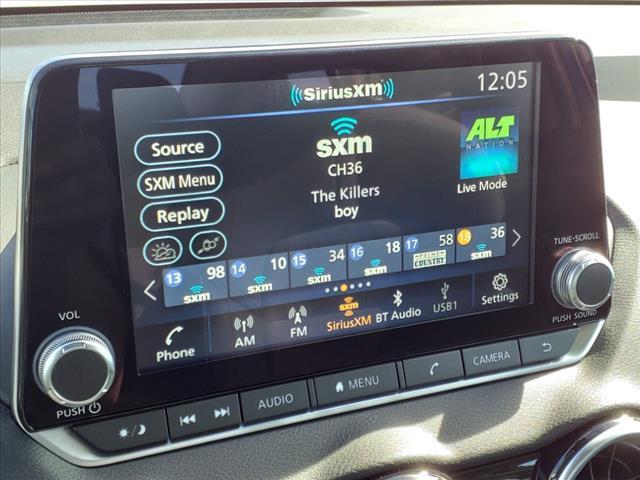 SiriusXM
12:05
Source
SXM Menu
Replay
sxm
CH36
The Killers
boy
ALT
NATION
Live Mode
13 98
sxm
14 10
sxm
15 34
sxm
16 18
sxm
17 58
PRIME
COUNTRY
18 36
sxm
Phone
AM
FM
SiriusXM
BT Audio
USB1
Settings
VOL
PUSH
TUNE·SCROLL
PUSH SOUND
AUDIO
MENU
CAMERA